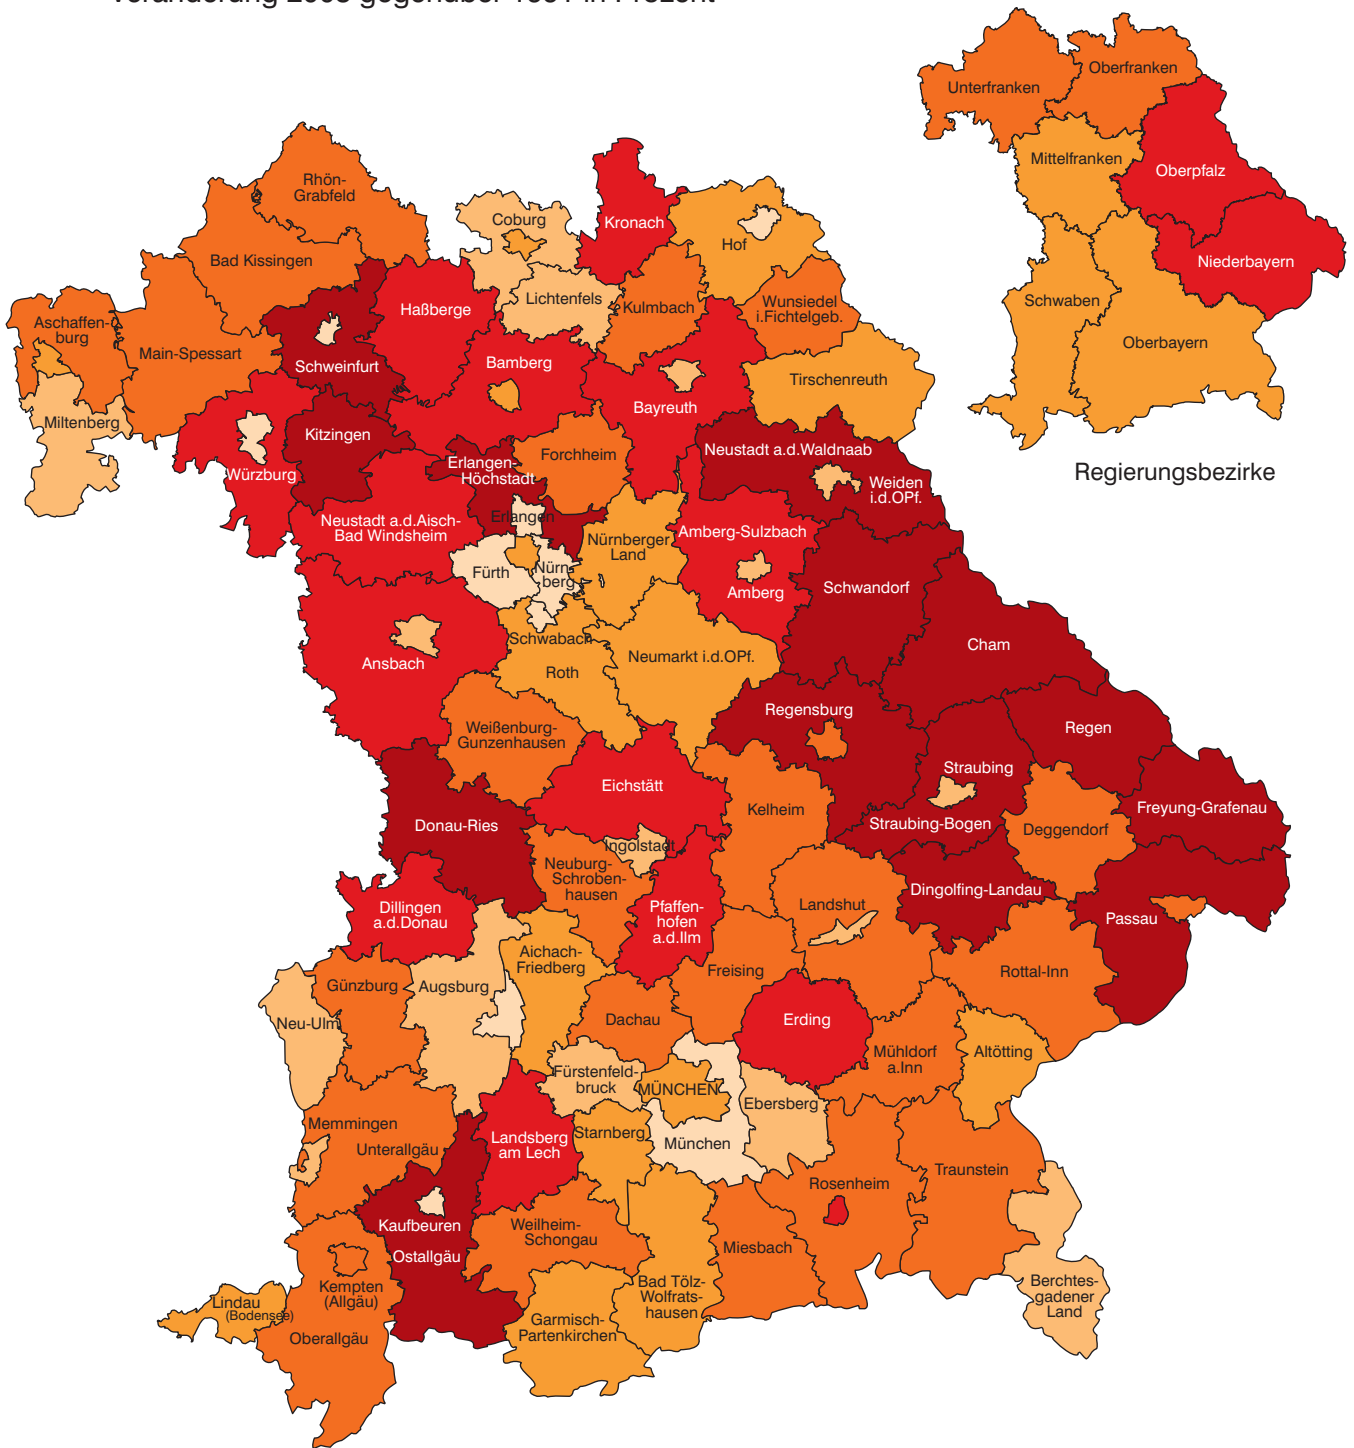 Unterfranken
Oberfranken
Mittelfranken
Oberpfalz
Niederbayern
Schwaben
Oberbayern
Regierungsbezirke
Rhön-
Grabfeld
Bad Kissingen
Coburg
Kronach
Hof
Lichtenfels
Kulmbach
Wunsiedel
i.Fichtelgeb.
Haßberge
Aschaffen-
burg
Main-Spessart
Schweinfurt
Bamberg
Tirschenreuth
Bayreuth
Miltenberg
Kitzingen
Würzburg
Erlangen-
Höchstadt
Forchheim
Neustadt a.d.Waldnaab
Weiden
i.d.OPf.
Neustadt a.d.Aisch-
Bad Windsheim
Erlangen
Nürnberger
Land
Amberg-Sulzbach
Fürth
Nürn-
berg
Amberg
Schwandorf
Schwabach
Roth
Neumarkt i.d.OPf.
Cham
Ansbach
Regensburg
Weißenburg-
Gunzenhausen
Regen
Eichstätt
Straubing
Kelheim
Freyung-Grafenau
Donau-Ries
Straubing-Bogen
Deggendorf
Ingolstadt
Neuburg-
Schroben-
hausen
Dingolfing-Landau
Dillingen
a.d.Donau
Pfaffen-
hofen
a.d.Ilm
Landshut
Passau
Aichach-
Friedberg
Freising
Rottal-Inn
Günzburg
Augsburg
Neu-Ulm
Dachau
Erding
Mühldorf
a.Inn
Altötting
Fürstenfeld-
bruck
MÜNCHEN
Ebersberg
Memmingen
Unterallgäu
Landsberg
am Lech
Starnberg
München
Traunstein
Rosenheim
Kaufbeuren
Ostallgäu
Weilheim-
Schongau
Miesbach
Kempten
(Allgäu)
Bad Tölz-
Wolfrats-
hausen
Berchtes-
gadener
Land
Lindau
(Bodensee)
Oberallgäu
Garmisch-
Partenkirchen